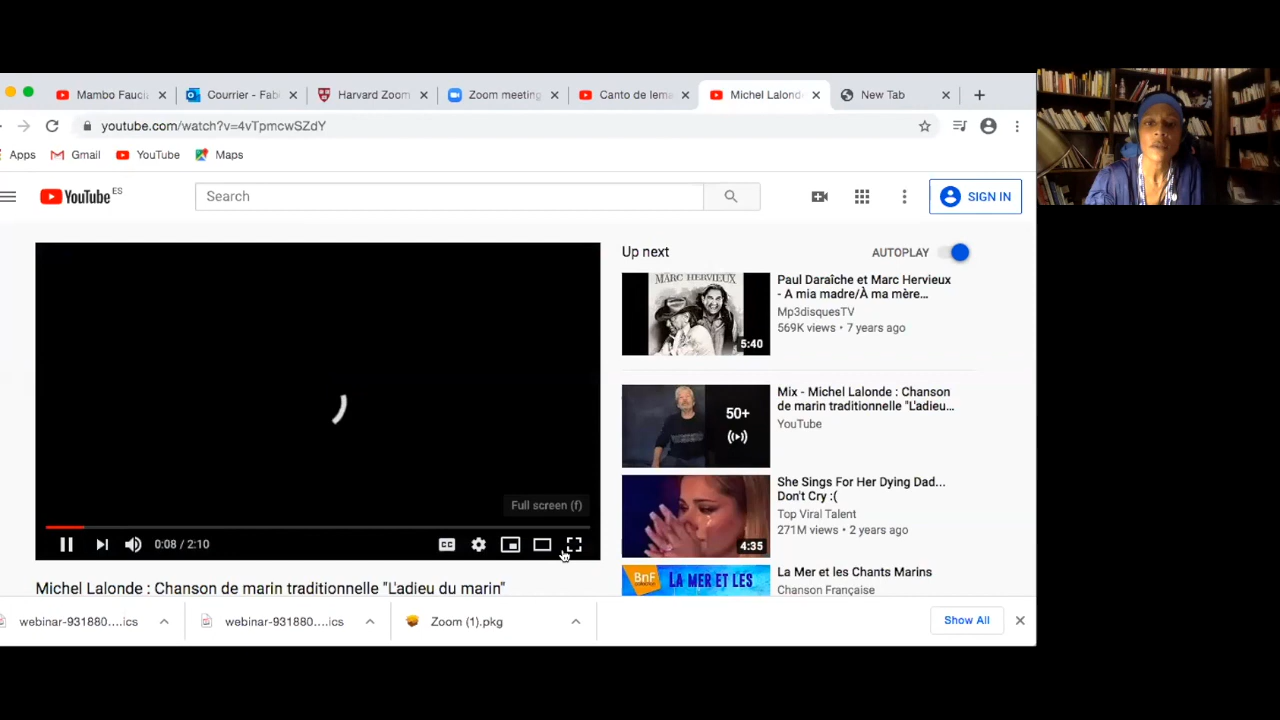 Mambo Fauci
Courrier - Fab
Harvard Zoom
Zoom meeting
Canto de lema
Michel Lalond
New Tab
youtube.com/watch?v=4vTpmcwSZdY
Apps
Gmail
YouTube
Maps
YouTube ES
Search
SIGN IN
Up next
AUTOPLAY
MARC HERVIEUX
5:40
Paul Daraîche et Marc Hervieux
- A mia madre/À ma mère...
Mp3disquesTV
569K views • 7 years ago
50+
Mix - Michel Lalonde : Chanson
de marin traditionnelle "L'adieu...
YouTube
4:35
She Sings For Her Dying Dad...
Don't Cry :(
Top Viral Talent
271M views • 2 years ago
BnF
LA MER ET LES
La Mer et les Chants Marins
Chanson Française
Full screen (f)
CC
0:08 / 2:10
Michel Lalonde : Chanson de marin traditionnelle "L'adieu du marin"
webinar-931880....ics
webinar-931880....ics
Zoom (1).pkg
Show All